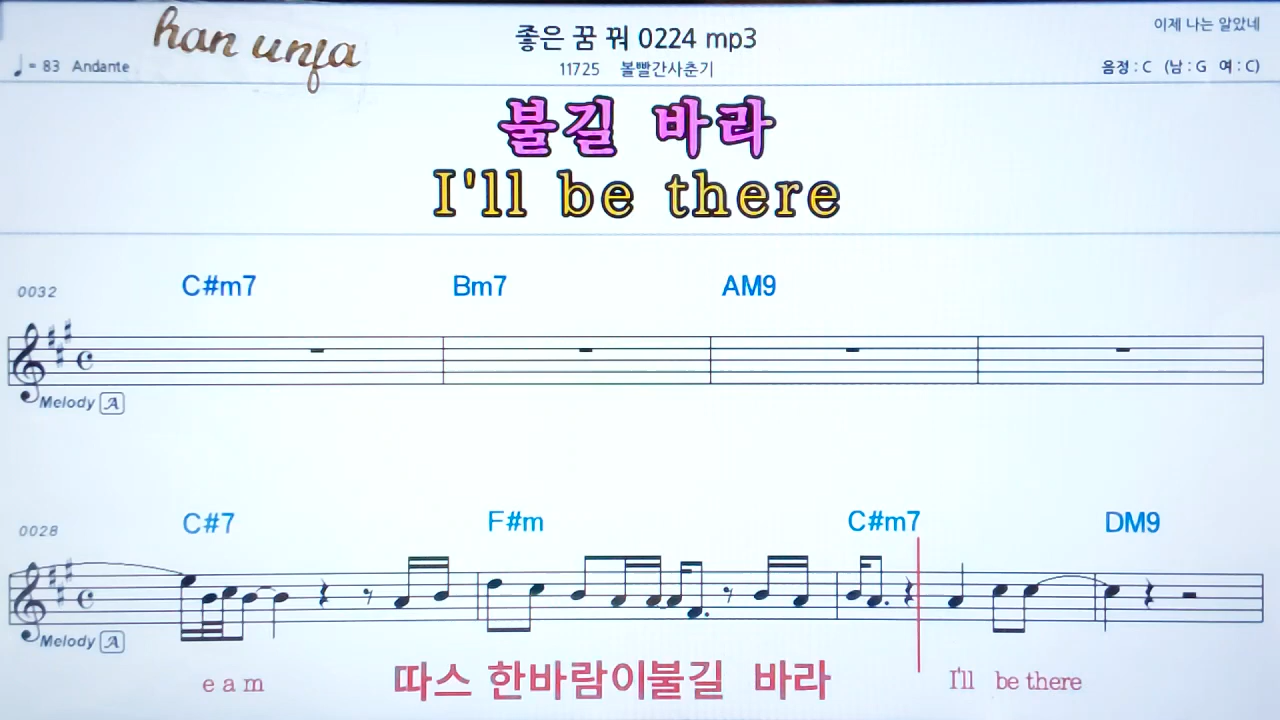 han unja
좋은 꿈 꿔 0224 mp3
이제 나는 알았네
♩= 83 Andante
11725 볼빨간사춘기
음정 : C (남 : G 여 : C)
불길 바라
I'll be there
0032
C#m7 Bm7 AM9
Melody A
0028
C#7 F#m C#m7 DM9
Melody A
e a m 따스 한바람이불길 바라 I'll be there